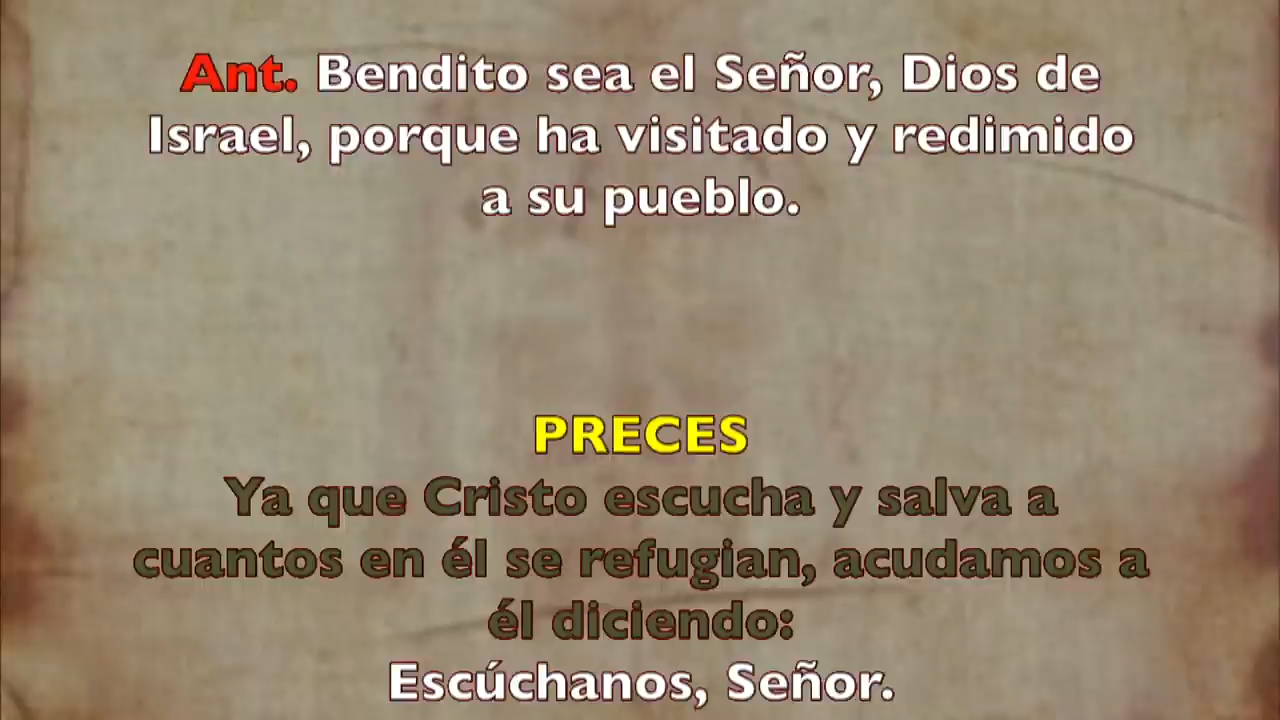 Ant. Bendito sea el Señor, Dios de
Israel, porque ha visitado y redimido
a su pueblo.
PRECES
Ya que Cristo escucha y salva a
cuantos en él se refugian, acudamos a
él diciendo:
Escúchanos, Señor.